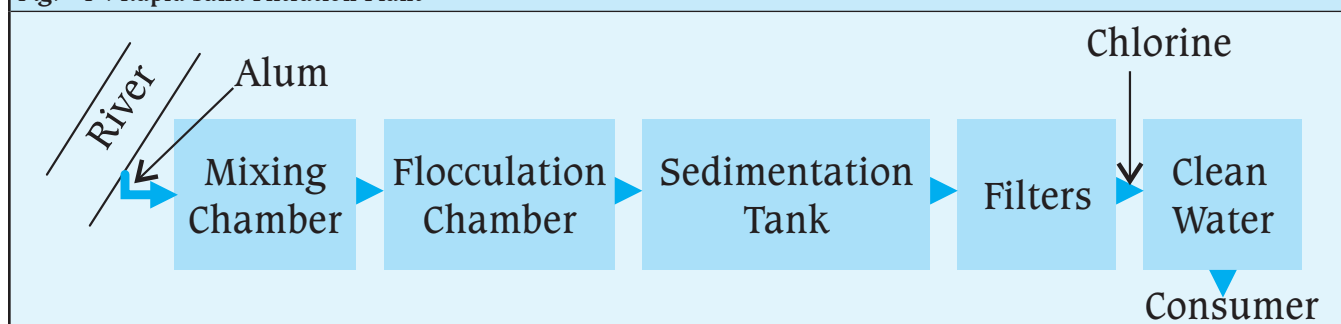 River
Alum
Chlorine
Mixing
Chamber
Flocculation
Chamber
Sedimentation
Tank
Filters
Clean
Water
Consumer